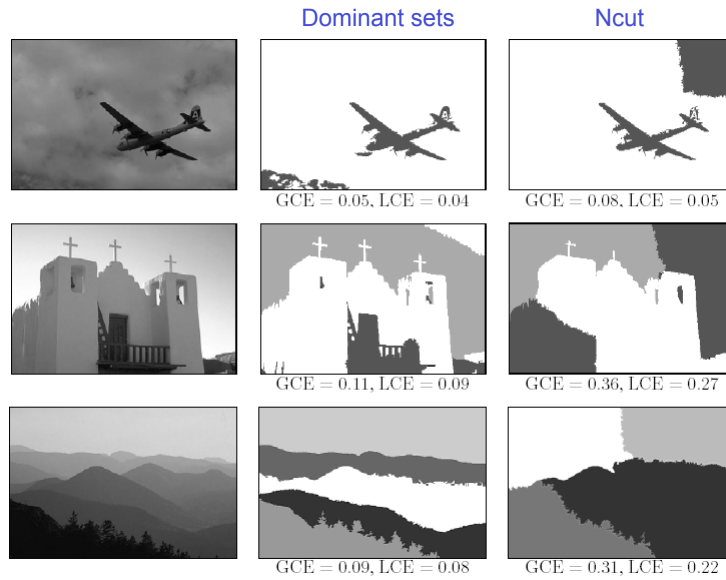 Dominant sets Ncut
GCE = 0.05, LCE = 0.04 GCE = 0.08, LCE = 0.05
GCE = 0.11, LCE = 0.09 GCE = 0.36, LCE = 0.27
GCE = 0.09, LCE = 0.08 GCE = 0.31, LCE = 0.22